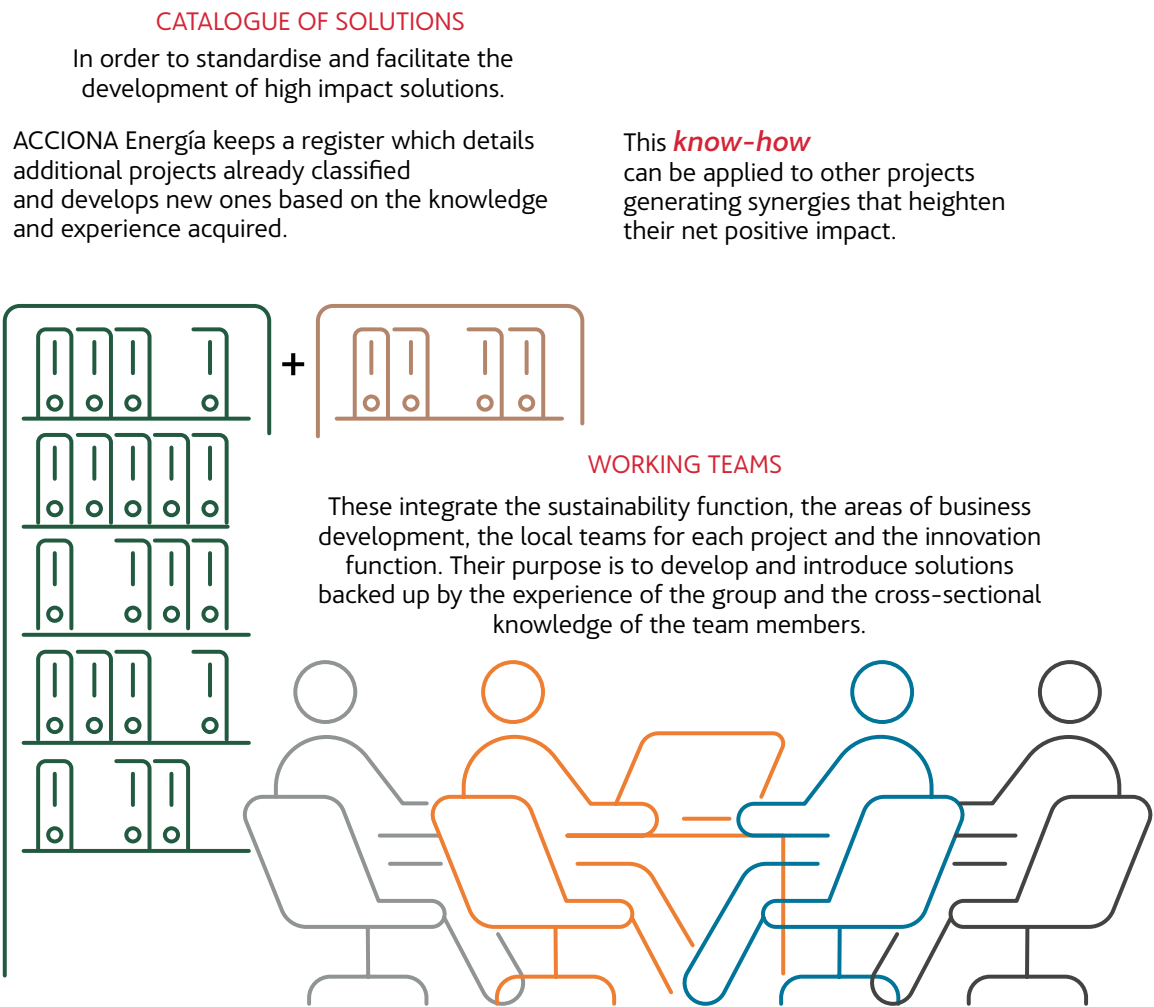 CATALOGUE OF SOLUTIONS
In order to standardise and facilitate the
development of high impact solutions.
ACCIONA Energía keeps a register which details
additional projects already classified
and develops new ones based on the knowledge
and experience acquired.
This know-how
can be applied to other projects
generating synergies that heighten
their net positive impact.
+
WORKING TEAMS
These integrate the sustainability function, the areas of business
development, the local teams for each project and the innovation
function. Their purpose is to develop and introduce solutions
backed up by the experience of the group and the cross-sectional
knowledge of the team members.